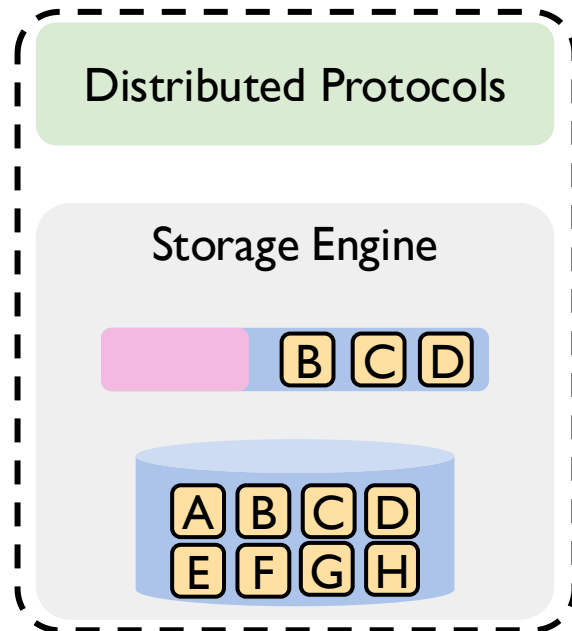 Distributed Protocols
Storage Engine
B C D
A B C D
E F G H